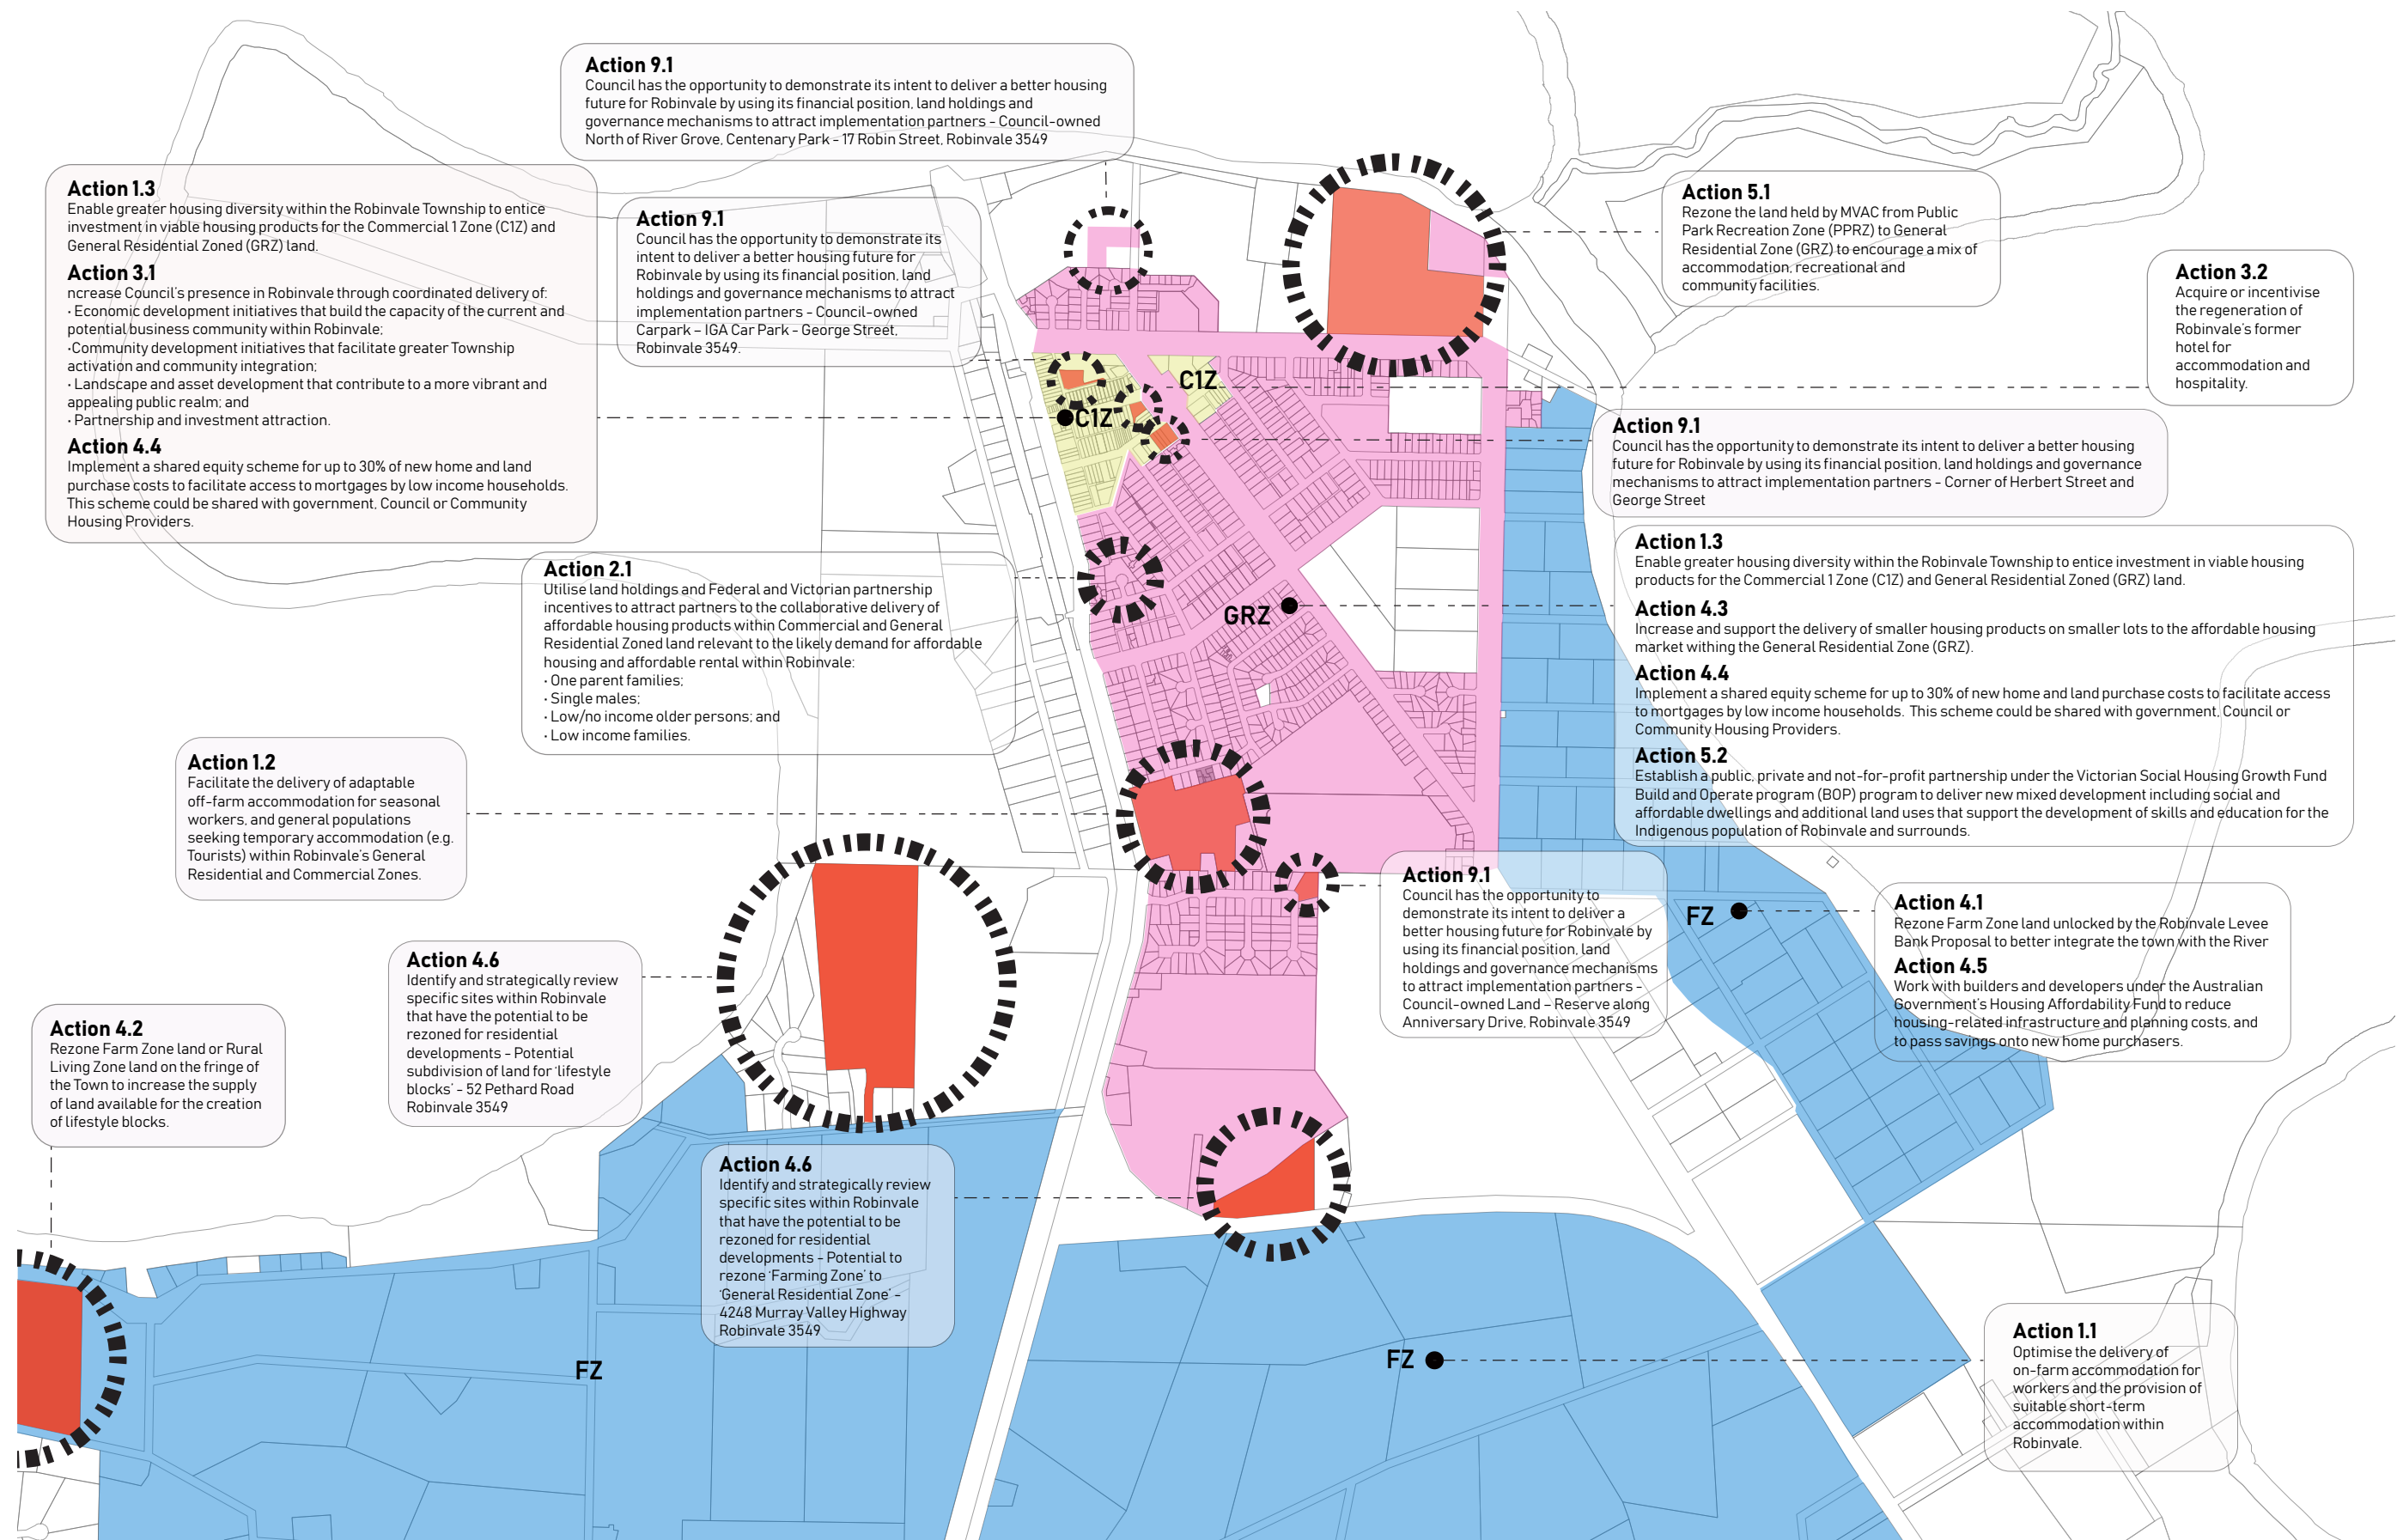 Action 9.1
Council has the opportunity to demonstrate its intent to deliver a better housing
future for Robinvale by using its financial position, land holdings and
governance mechanisms to attract implementation partners - Council-owned
North of River Grove, Centenary Park - 17 Robin Street, Robinvale 3549
Action 1.3
Enable greater housing diversity within the Robinvale Township to entice
investment in viable housing products for the Commercial 1 Zone (C1Z) and
General Residential Zoned (GRZ) land.
Action 3.1
ncrease Council's presence in Robinvale through coordinated delivery of:
· Economic development initiatives that build the capacity of the current and
potential business community within Robinvale;
·Community development initiatives that facilitate greater Township
activation and community integration;
· Landscape and asset development that contribute to a more vibrant and
appealing public realm; and
· Partnership and investment attraction.
Action 4.4
Implement a shared equity scheme for up to 30% of new home and land
purchase costs to facilitate access to mortgages by low income households.
This scheme could be shared with government, Council or Community
Housing Providers.
Action 9.1
Council has the opportunity to demonstrate its
intent to deliver a better housing future for
Robinvale by using its financial position, land
holdings and governance mechanisms to attract
implementation partners - Council-owned
Carpark – IGA Car Park - George Street,
Robinvale 3549.
Action 5.1
Rezone the land held by MVAC from Public
Park Recreation Zone (PPRZ) to General
Residential Zone (GRZ) to encourage a mix of
accommodation, recreational and
community facilities.
Action 3.2
Acquire or incentivise
the regeneration of
Robinvale's former
hotel for
accommodation and
hospitality.
C1Z
C1Z
Action 9.1
Council has the opportunity to demonstrate its intent to deliver a better housing
future for Robinvale by using its financial position, land holdings and governance
mechanisms to attract implementation partners - Corner of Herbert Street and
George Street
Action 2.1
Utilise land holdings and Federal and Victorian partnership
incentives to attract partners to the collaborative delivery of
affordable housing products within Commercial and General
Residential Zoned land relevant to the likely demand for affordable
housing and affordable rental within Robinvale:
· One parent families;
· Single males;
· Low/no income older persons; and
· Low income families.
GRZ
Action 1.3
Enable greater housing diversity within the Robinvale Township to entice investment in viable housing
products for the Commercial 1 Zone (C1Z) and General Residential Zoned (GRZ) land.
Action 4.3
Increase and support the delivery of smaller housing products on smaller lots to the affordable housing
market withing the General Residential Zone (GRZ).
Action 4.4
Implement a shared equity scheme for up to 30% of new home and land purchase costs to facilitate access
to mortgages by low income households. This scheme could be shared with government, Council or
Community Housing Providers.
Action 5.2
Establish a public, private and not-for-profit partnership under the Victorian Social Housing Growth Fund
Build and Operate program (BOP) program to deliver new mixed development including social and
affordable dwellings and additional land uses that support the development of skills and education for the
Indigenous population of Robinvale and surrounds.
Action 1.2
Facilitate the delivery of adaptable
off-farm accommodation for seasonal
workers, and general populations
seeking temporary accommodation (e.g.
Tourists) within Robinvale's General
Residential and Commercial Zones.
Action 9.1
Council has the opportunity to
demonstrate its intent to deliver a
better housing future for Robinvale by
using its financial position, land
holdings and governance mechanisms
to attract implementation partners -
Council-owned Land – Reserve along
Anniversary Drive, Robinvale 3549
FZ
Action 4.1
Rezone Farm Zone land unlocked by the Robinvale Levee
Bank Proposal to better integrate the town with the River
Action 4.5
Work with builders and developers under the Australian
Government's Housing Affordability Fund to reduce
housing-related infrastructure and planning costs, and
to pass savings onto new home purchasers.
Action 4.6
Identify and strategically review
specific sites within Robinvale
that have the potential to be
rezoned for residential
developments - Potential
subdivision of land for 'lifestyle
blocks' - 52 Pethard Road
Robinvale 3549
Action 4.2
Rezone Farm Zone land or Rural
Living Zone land on the fringe of
the Town to increase the supply
of land available for the creation
of lifestyle blocks.
Action 4.6
Identify and strategically review
specific sites within Robinvale
that have the potential to be
rezoned for residential
developments - Potential to
rezone 'Farming Zone' to
'General Residential Zone' -
4248 Murray Valley Highway
Robinvale 3549
FZ
FZ
Action 1.1
Optimise the delivery of
on-farm accommodation for
workers and the provision of
suitable short-term
accommodation within
Robinvale.